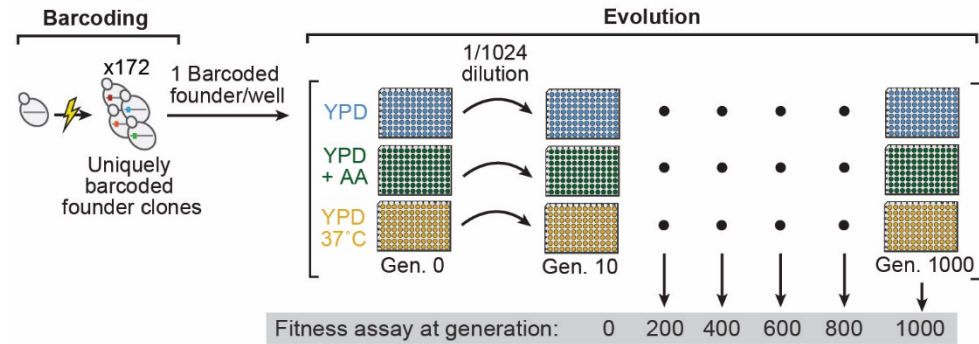 Barcoding
Evolution
x172
1 Barcoded
founder/well
Uniquely
barcoded
founder clones
1/1024
dilution
YPD
YPD
+ AA
YPD
37˚C
Gen. 0
Gen. 10
Gen. 1000
Fitness assay at generation: 0 200 400 600 800 1000